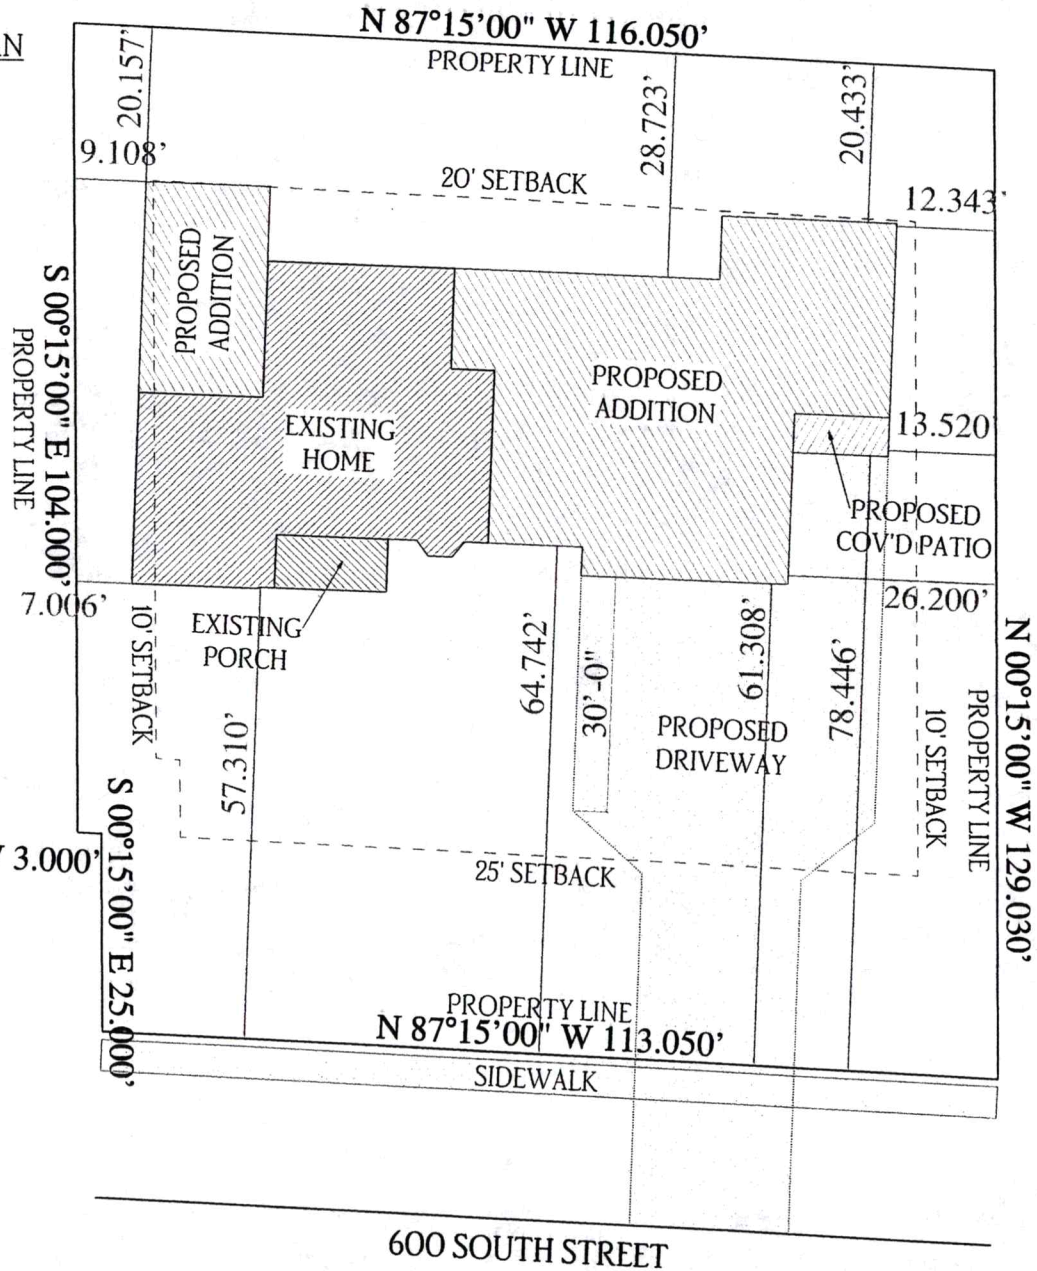 N 87°15'00" W 116.050'
PROPERTY LINE
20.157'
28.723'
20.433'
9.108'
20' SETBACK
12.343'
PROPOSED
ADDITION
S 00°15'00" E 104.000'
PROPERTY LINE
PROPOSED
ADDITION
EXISTING
HOME
13.520'
PROPOSED
COV'D PATIO
7.006'
26.200'
EXISTING
PORCH
10' SETBACK
64.742'
30'-0"
61.308'
78.446'
57.310'
PROPOSED
DRIVEWAY
10' SETBACK
PROPERTY LINE
N 00°15'00" W 129.030'
3.000'
S 00°15'00" E 25.000'
25' SETBACK
PROPERTY LINE
N 87°15'00" W 113.050'
SIDEWALK
600 SOUTH STREET